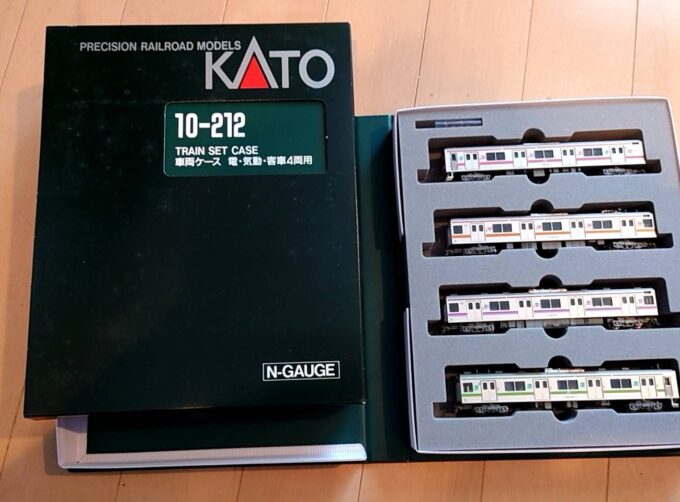 PRECISION RAILROAD MODELS
KATO
10-212
TRAIN SET CASE
車両ケース 電・気動・客車4両用
N-GAUGE